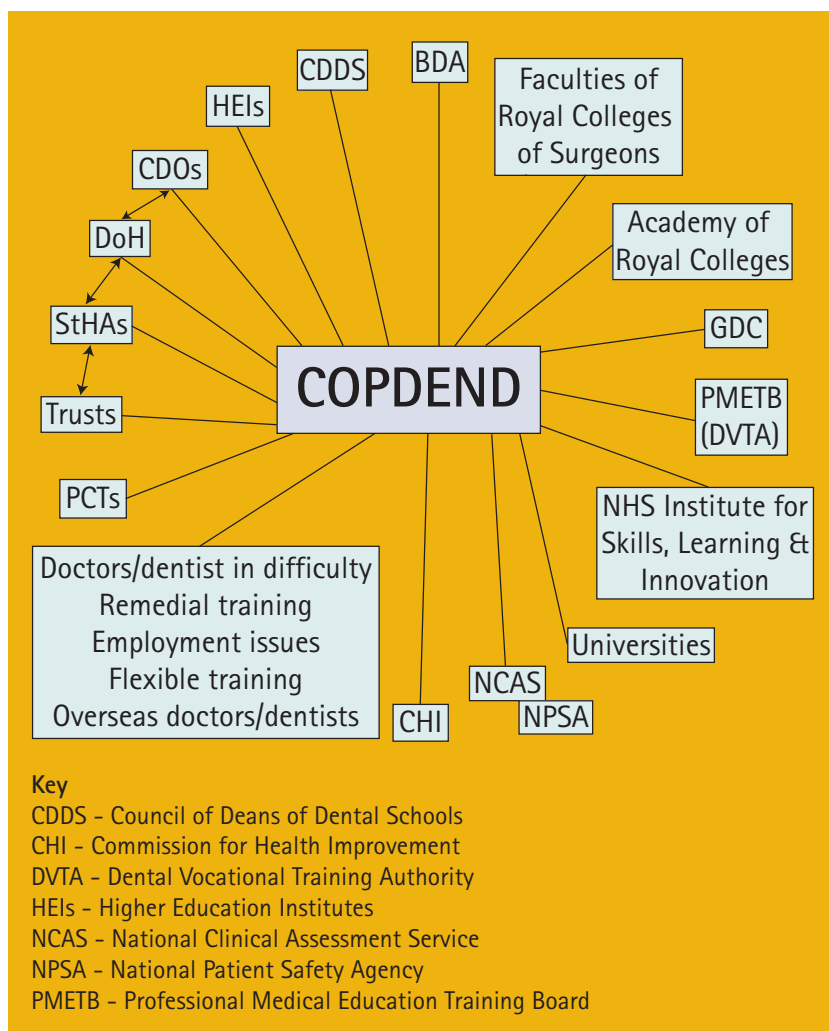 BDA
CDDS
Faculties of
Royal Colleges
of Surgeons
HEIs
CDOs
DoH
Academy of
Royal Colleges
StHAs
GDC
COPDEND
Trusts
PMETB
(DVTA)
PCTs
NHS Institute for
Skills, Learning &
Innovation
Doctors/dentist in difficulty
Remedial training
Employment issues
Flexible training
Overseas doctors/dentists
Universities
NCAS
NPSA
CHI
Key
CDDS - Council of Deans of Dental Schools
CHI - Commission for Health Improvement
DVTA - Dental Vocational Training Authority
HEIs - Higher Education Institutes
NCAS - National Clinical Assessment Service
NPSA - National Patient Safety Agency
PMETB - Professional Medical Education Training Board